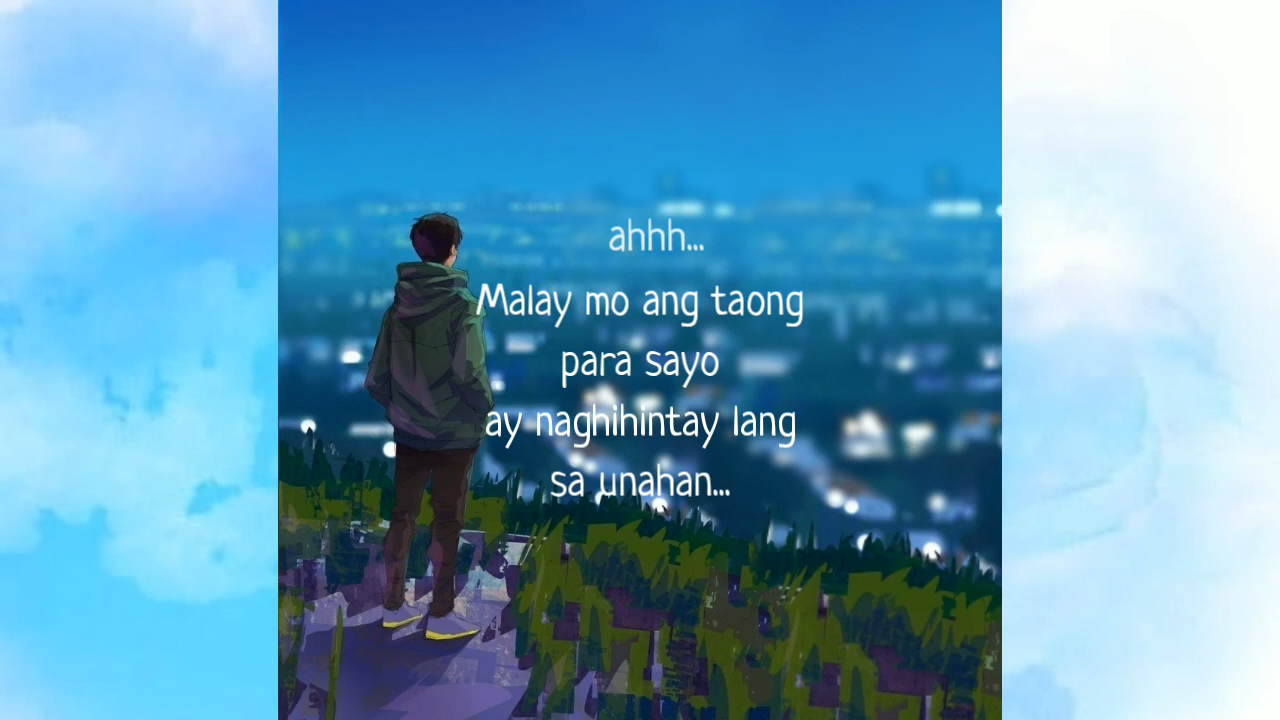 ahhh...
Malay mo ang taong
para sayo
ay naghihintay lang
sa unahan...